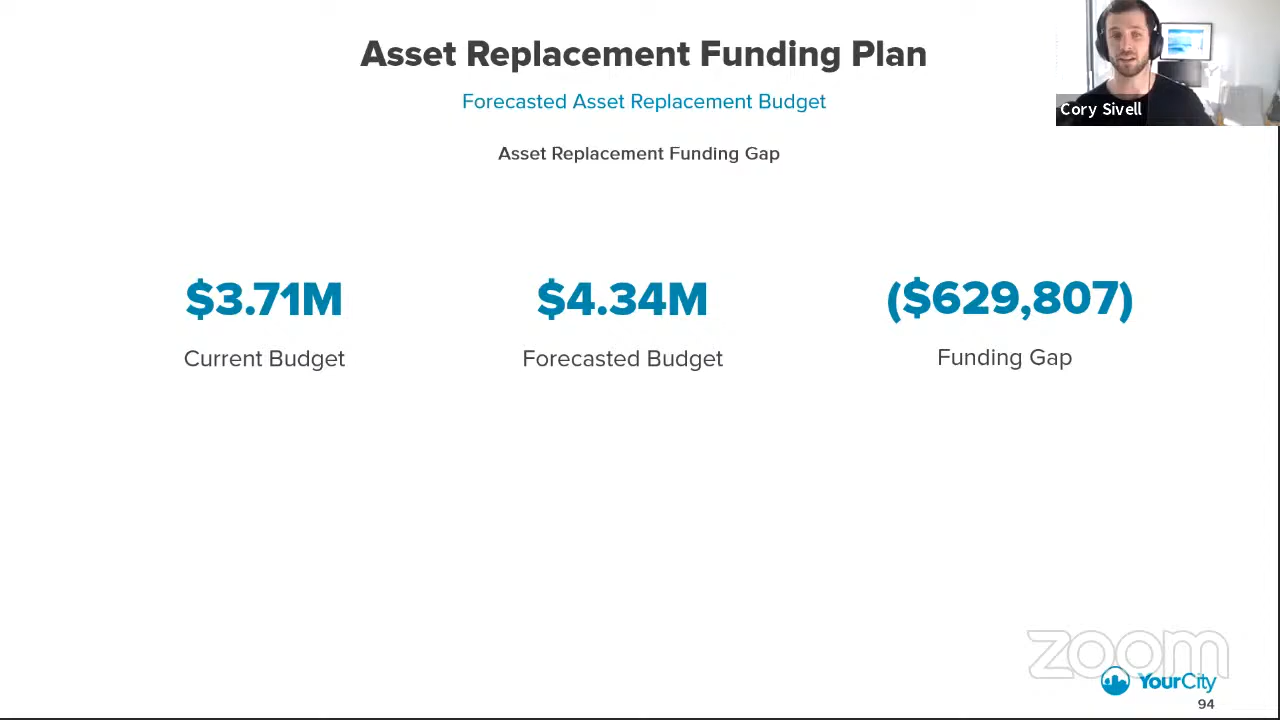 Asset Replacement Funding Plan
Forecasted Asset Replacement Budget
Asset Replacement Funding Gap
Cory Sivell
$3.71M
Current Budget
$4.34M
Forecasted Budget
($629,807)
Funding Gap
zoom
YourCity
94